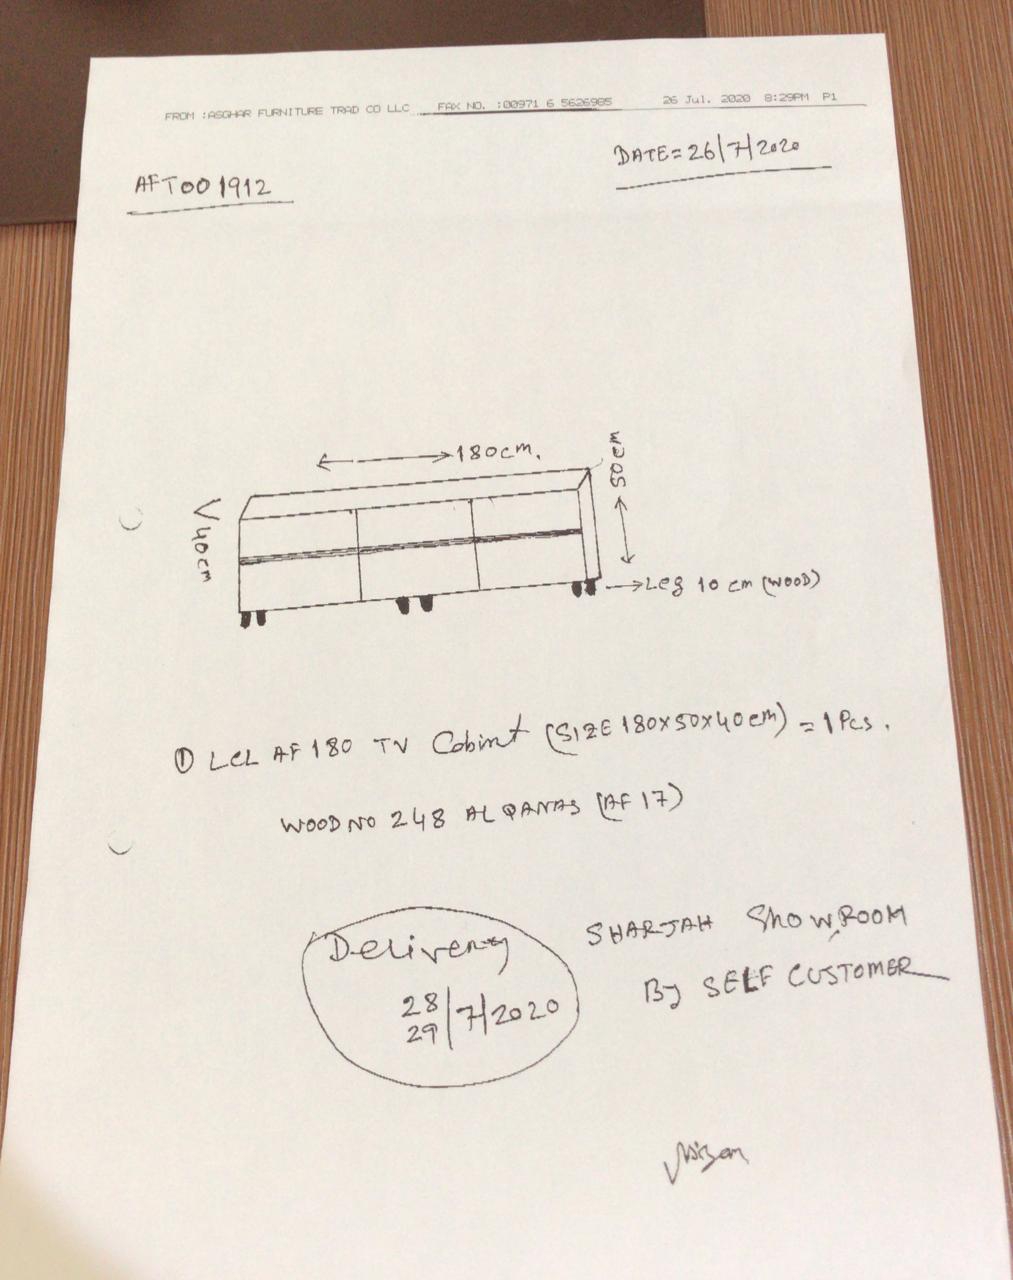 FROM :ASGHAR FURNITURE TRAD CO LLC FAX NO. :00971 6 5626985 26 Jul. 2020 8:29PM P1
DATE=26/7/2020
AFT001912
180cm.
50cm
40cm
Leg 10 cm (WOOD)
① LCL AF 180 TV Cobint (SIZE 180x50x40cm) = 1 Pcs.
WOOD NO 248 AL QANAS (AF 17)
Delivery
28
29/7/2020
SHARJAH SHOWROOM
By SELF CUSTOMER